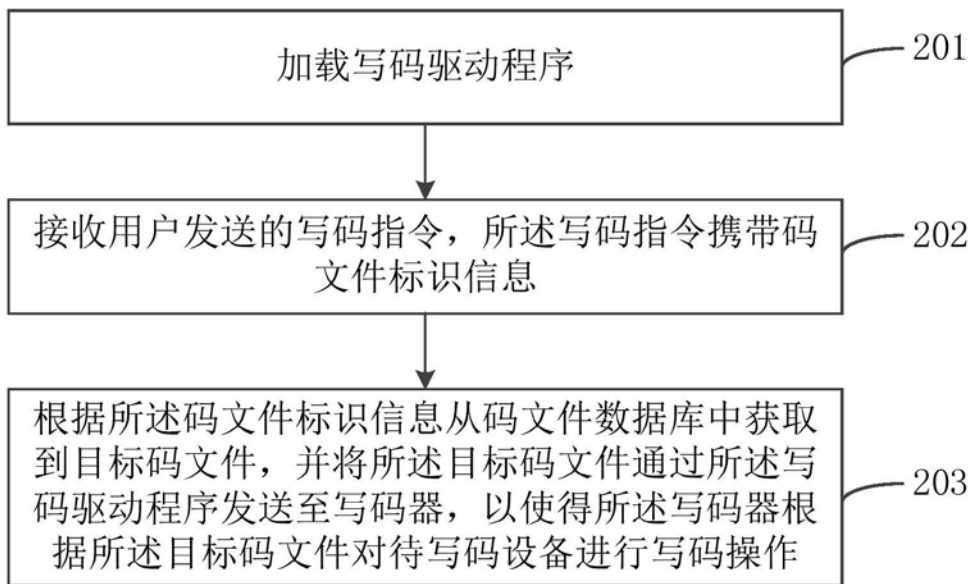 加载写码驱动程序
201
接收用户发送的写码指令，所述写码指令携带码
文件标识信息
202
根据所述码文件标识信息从码文件数据库中获取
到目标码文件，并将所述目标码文件通过所述写
码驱动程序发送至写码器，以使得所述写码器根
据所述目标码文件对待写码设备进行写码操作
203